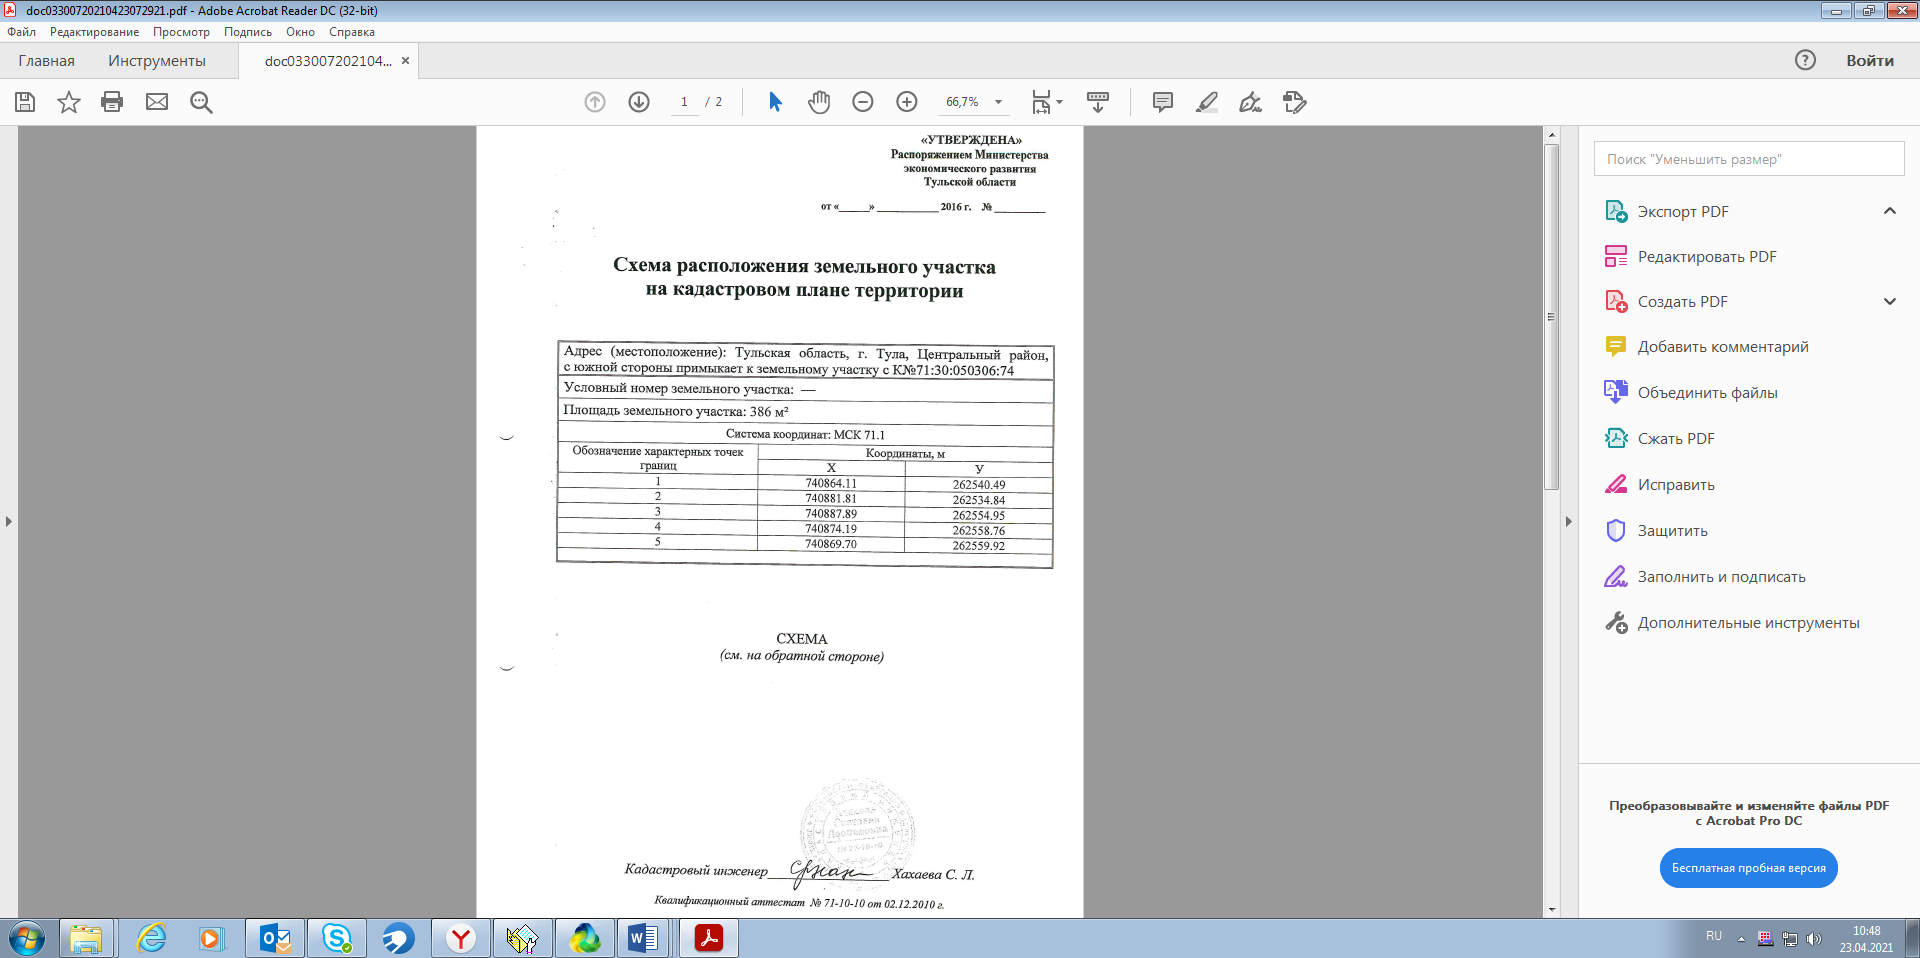 doc03300720210423072921.pdf - Adobe Acrobat Reader DC (32-bit)
Файл Редактирование Просмотр Подпись Окно Справка
Главная Инструменты doc033007202104... × Войти
1 / 2 66,7%
«УТВЕРЖДЕНА»
Распоряжением Министерства
экономического развития
Тульской области
от «_____» __________ 2016 г. № ________
Схема расположения земельного участка
на кадастровом плане территории
Адрес (местоположение): Тульская область, г. Тула, Центральный район,
с южной стороны примыкает к земельному участку с К№71:30:050306:74
Условный номер земельного участка: —
Площадь земельного участка: 386 м²
Система координат: МСК 71.1
Обозначение характерных точек границ Координаты, м
Х У
1 740864.11 262540.49
2 740881.81 262534.84
3 740887.89 262554.95
4 740874.19 262558.76
5 740869.70 262559.92
СХЕМА
(см. на обратной стороне)
Кадастровый инженер Хахаева С. Л.
Квалификационный аттестат № 71-10-10 от 02.12.2010 г.
Поиск "Уменьшить размер"
Экспорт PDF
Редактировать PDF
Создать PDF
Добавить комментарий
Объединить файлы
Сжать PDF
Исправить
Защитить
Заполнить и подписать
Дополнительные инструменты
Преобразовывайте и изменяйте файлы PDF
с Acrobat Pro DC
Бесплатная пробная версия
RU
10:48
23.04.2021